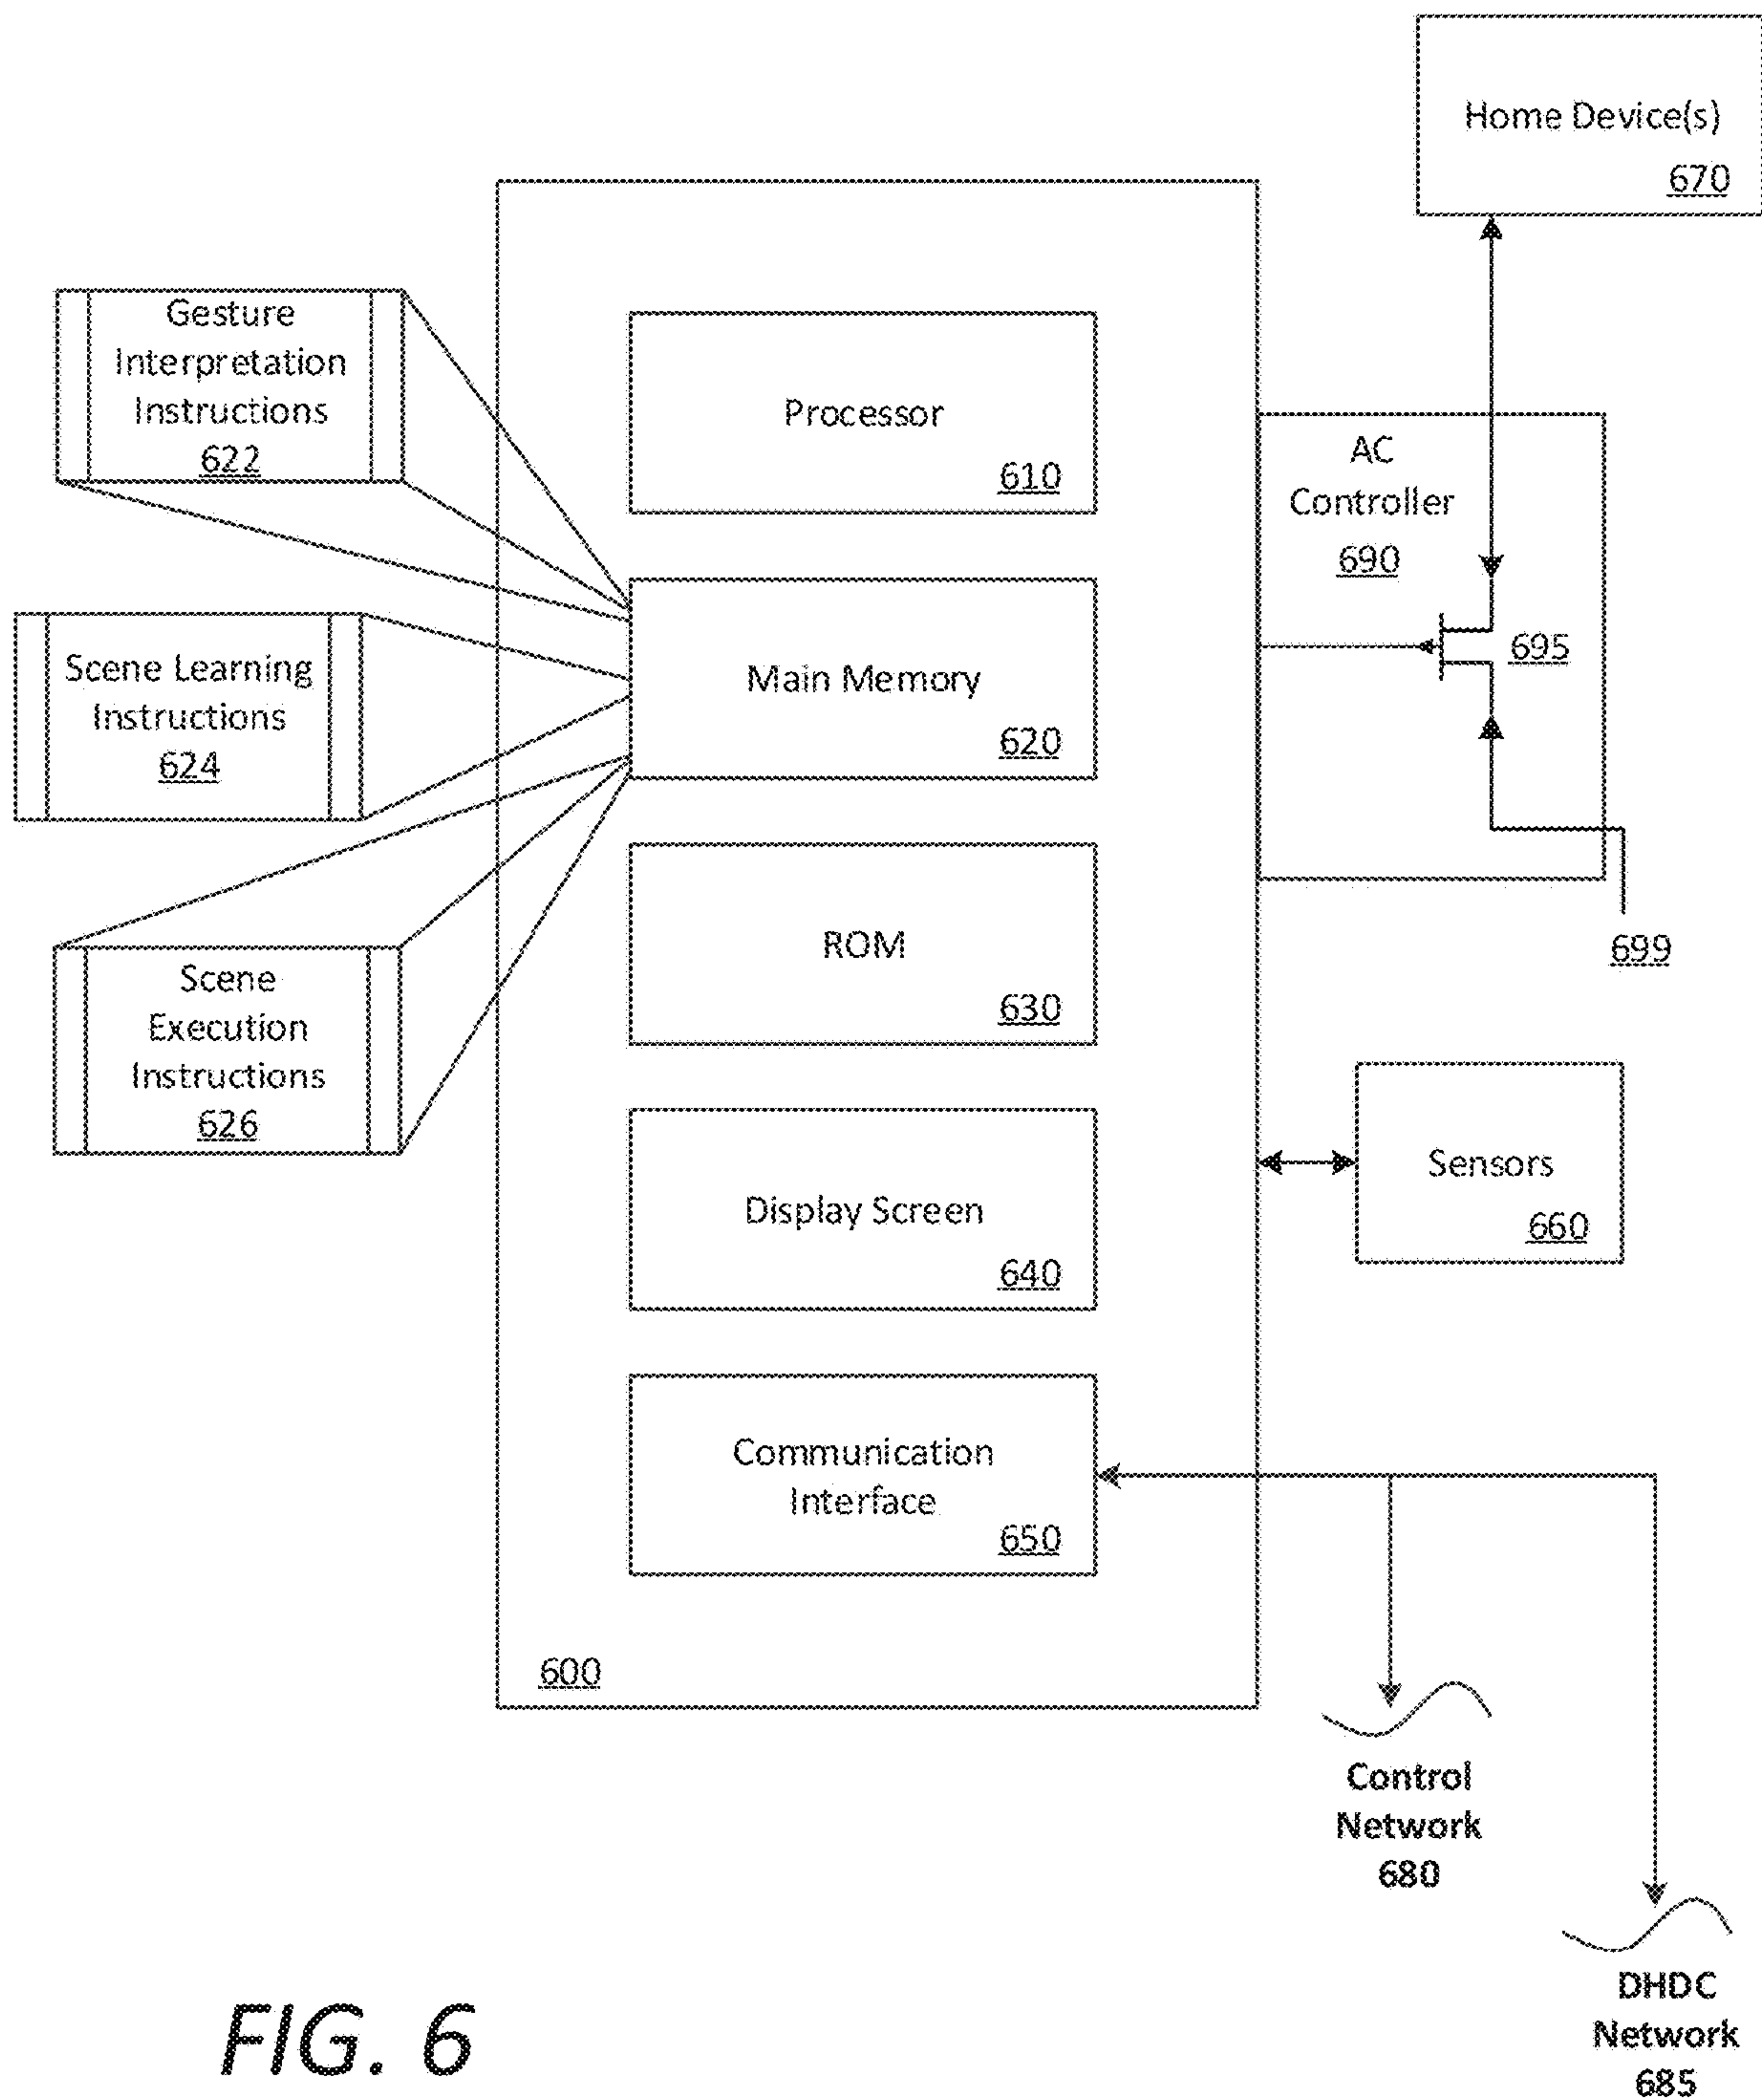 Home Device(s)
670
Gesture
Interpretation
Instructions
622
Processor
610
AC
Controller
690
695
Scene Learning
Instructions
624
Main Memory
620
699
Scene
Execution
Instructions
626
ROM
630
Sensors
660
Display Screen
640
Communication
Interface
650
600
Control
Network
680
DHDC
Network
685
FIG. 6